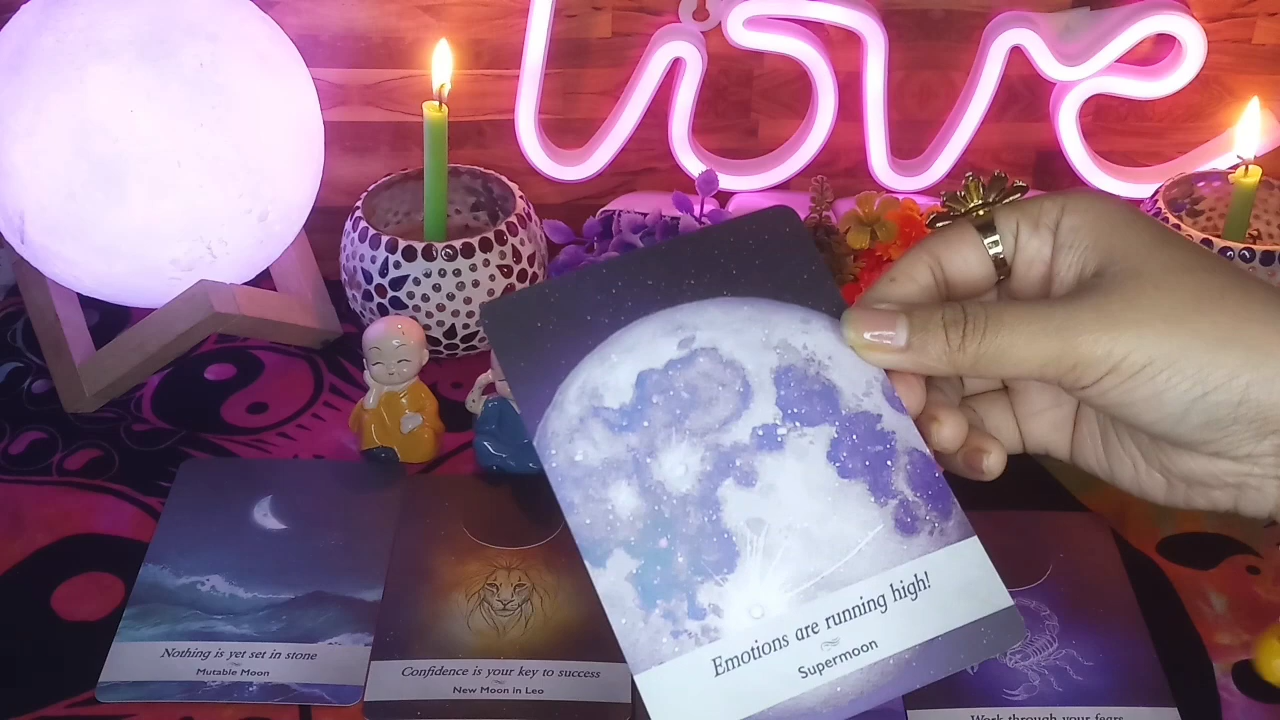 love
Emotions are running high!
Supermoon
Nothing is yet set in stone
Mutable Moon
Confidence is your key to success
New Moon in Leo
Work through your fears